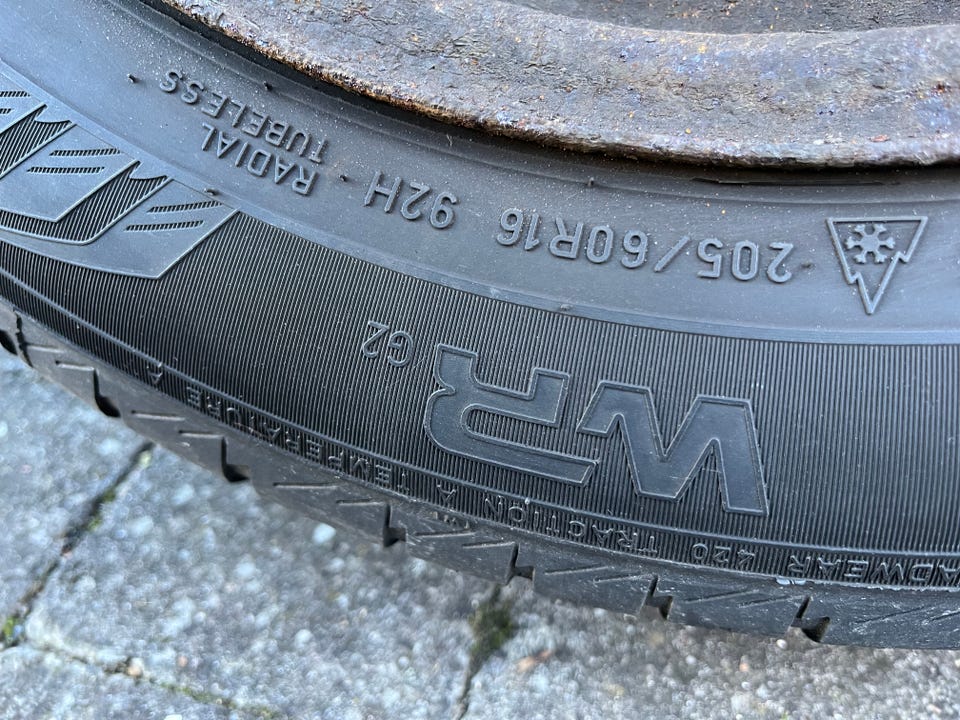 205/60R16 92H RADIAL
TUBELESS
WR G2
TREADWEAR 420 TRACTION A TEMPERATURE A